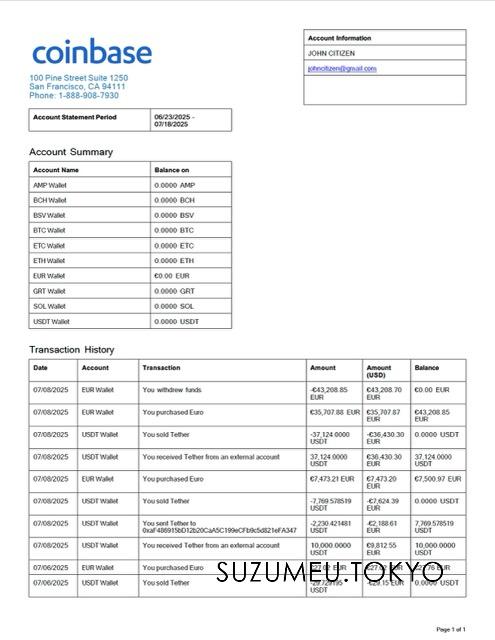 coinbase
100 Pine Street Suite 1250
San Francisco, CA 94111
Phone: 1-888-908-7930
Account Information
JOHN CITIZEN
johncitizen@gmail.com
Account Statement Period 06/23/2025 -
07/18/2025
Account Summary
Account Name Balance on
AMP Wallet 0.0000 AMP
BCH Wallet 0.0000 BCH
BSV Wallet 0.0000 BSV
BTC Wallet 0.0000 BTC
ETC Wallet 0.0000 ETC
ETH Wallet 0.0000 ETH
EUR Wallet €0.00 EUR
GRT Wallet 0.0000 GRT
SOL Wallet 0.0000 SOL
USDT Wallet 0.0000 USDT
Transaction History
Date Account Transaction Amount Amount Balance
(USD)
07/08/2025 EUR Wallet You withdrew funds -€43,208.85 €43,208.70 €0.00 EUR
EUR EUR
07/08/2025 EUR Wallet You purchased Euro €35,707.88 EUR €35,707.87 €43,208.85
EUR EUR
07/08/2025 USDT Wallet You sold Tether -37,124.0000 -€36,430.30 0.0000 USDT
USDT EUR
07/08/2025 USDT Wallet You received Tether from an external account 37,124.0000 €36,430.30 37,124.0000
USDT EUR USDT
07/08/2025 EUR Wallet You purchased Euro €7,473.21 EUR €7,473.20 €7,500.97 EUR
EUR
07/08/2025 USDT Wallet You sold Tether -7,769.578519 -€7,624.39 0.0000 USDT
USDT EUR
07/08/2025 USDT Wallet You sent Tether to -2,230.421481 -€2,188.61 7,769.578519
0xaF486915bD12b20CaA5C199eCFb9c5d821eFA347 USDT EUR USDT
07/08/2025 USDT Wallet You received Tether from an external account 10,000.0000 €9,812.99 10,000.0000
USDT EUR USDT
07/06/2025 EUR Wallet You purchased Euro EUR EUR
07/06/2025 USDT Wallet You sold Tether 0.0000 USDT
USDT EUR
SUZUMEU.TOKYO
Page 1 of 1